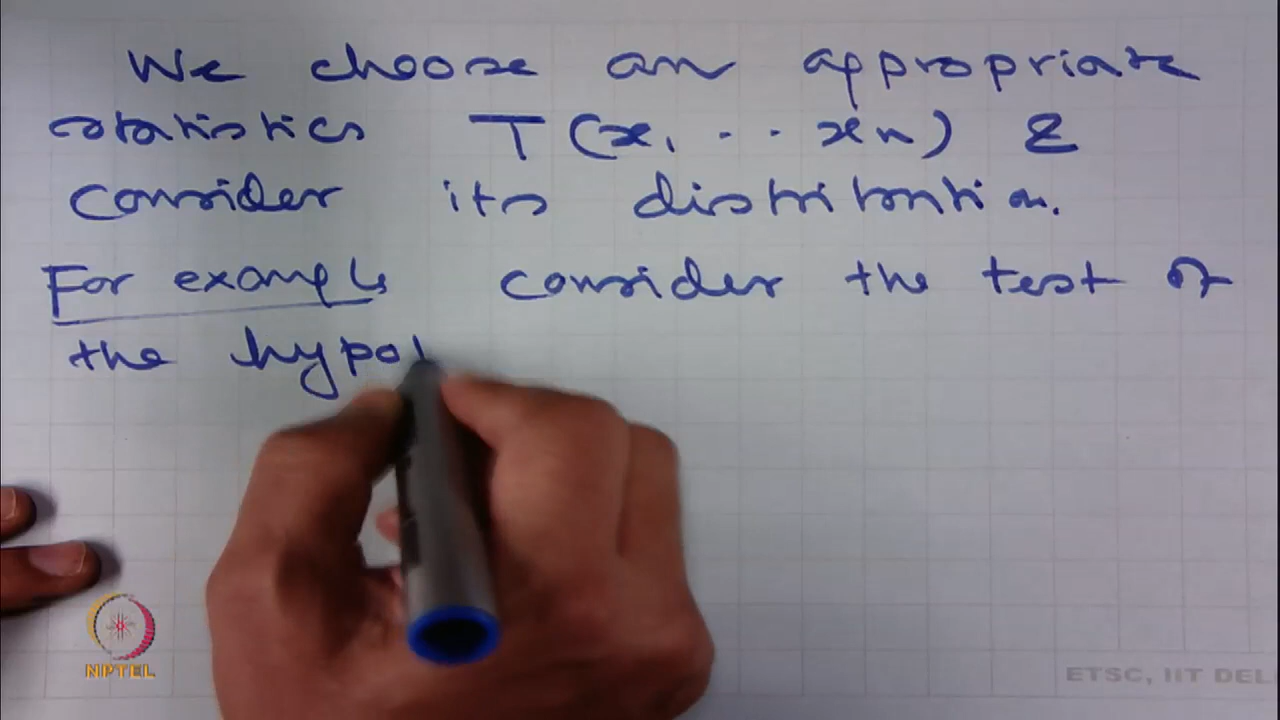 We choose an appropriate
statistics T (x1 .. xn) &
consider its distribution.
For example consider the test of
the hypo
NPTEL
ETSC, IIT DEL